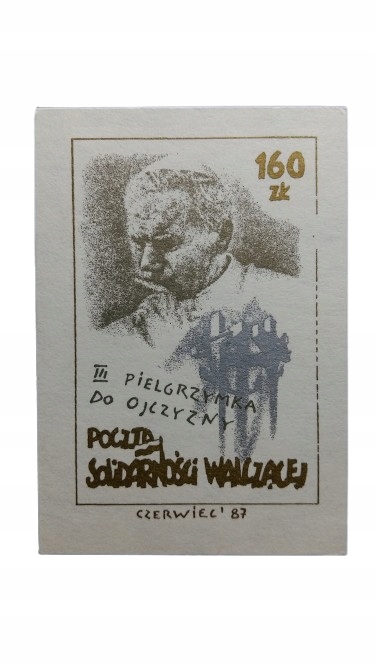 160
zł
III PIELGRZYMKA
DO OJCZYZNY
POCZTA
SOLIDARNOŚCI WALCZĄCEJ
CZERWIEC' 87